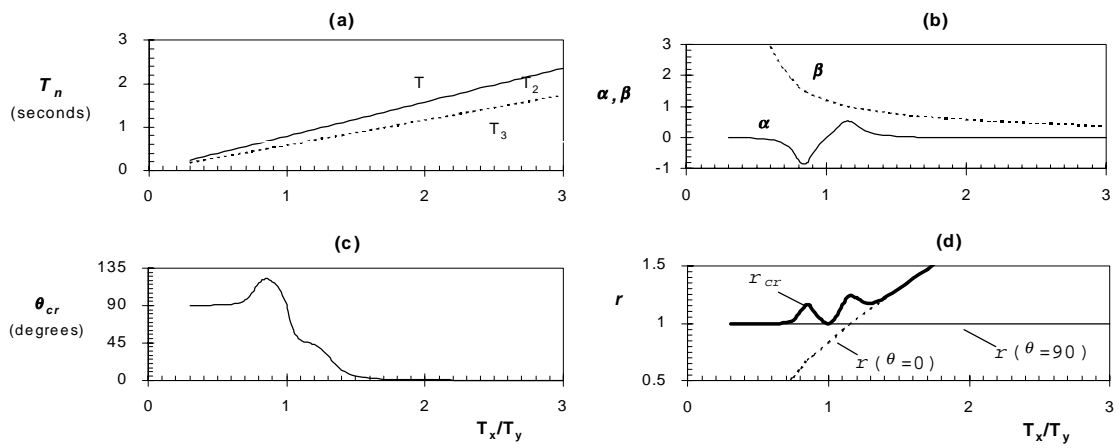 (a)
3
2
1
0
T_n
(seconds)
T
T_2
T_3
0 1 2 3
(b)
3
2
1
0
-1
α, β
β
α
0 1 2 3
(c)
135
90
45
0
θ_cr
(degrees)
0 1 2 3
T_x/T_y
(d)
1.5
1
0.5
r
r_cr
r(θ=90)
r(θ=0)
0 1 2 3
T_x/T_y